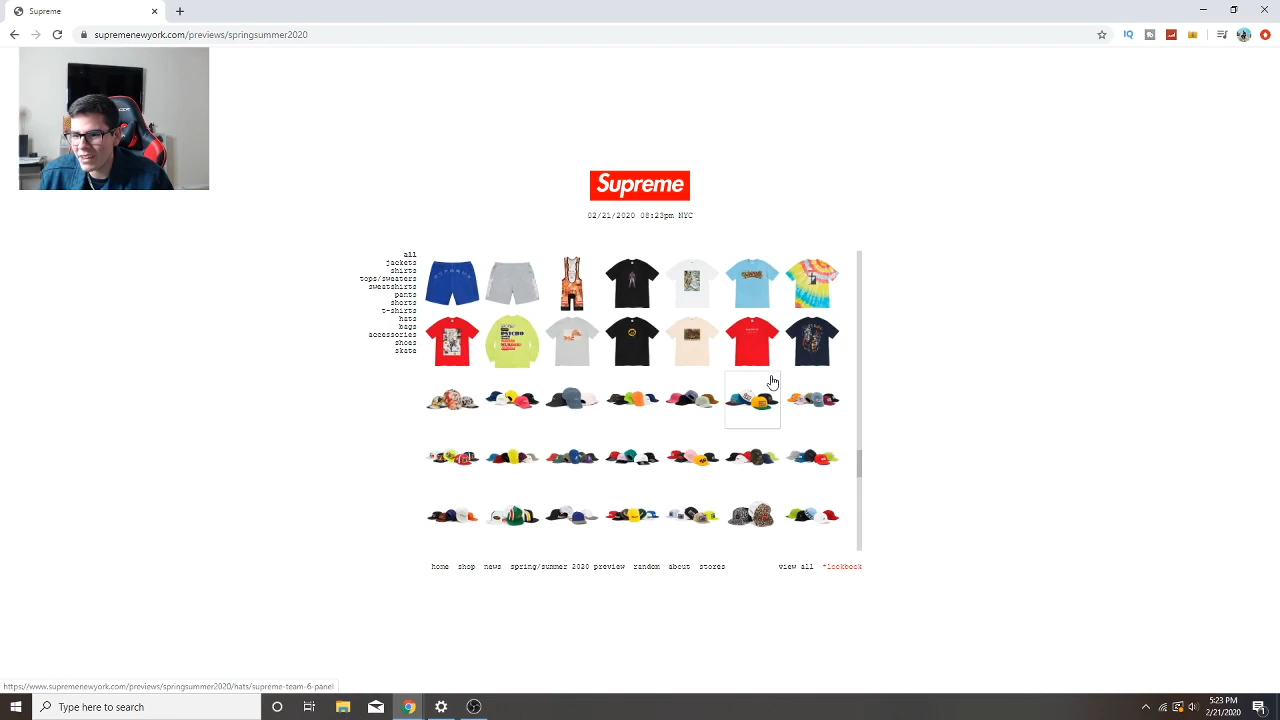 Supreme
supremenewyork.com/previews/springsummer2020
IQ
Supreme
02/21/2020 08:23pm NYC
all
jackets
shirts
tops/sweaters
sweatshirts
pants
shorts
t-shirts
hats
bags
accessories
shoes
skate
PSYCHO
home shop news spring/summer 2020 preview random about stores view all *lookbook
https://www.supremenewyork.com/previews/springsummer2020/hats/supreme-team-6-panel
Type here to search
5:23 PM
2/21/2020